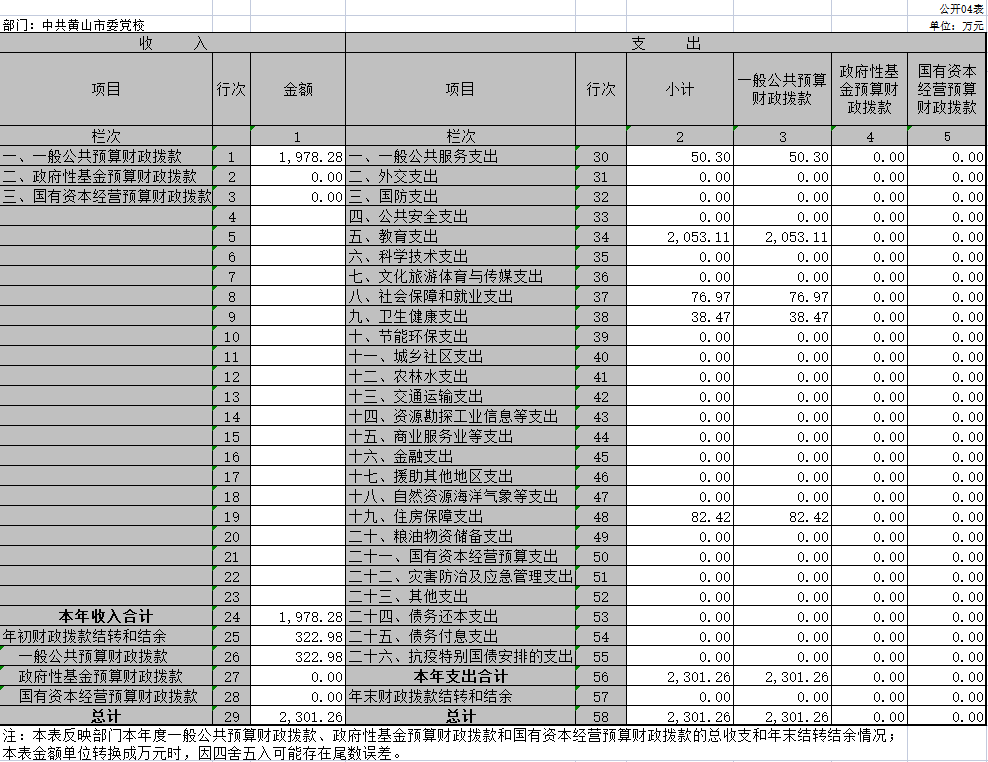 公开04表
部门：中共黄山市委党校 单位：万元
收 入 支 出
项目 行次 金额 项目 行次 小计 一般公共预算财政拨款 政府性基金预算财政拨款 国有资本经营预算财政拨款
栏次 1 栏次 2 3 4 5
一、一般公共预算财政拨款 1 1,978.28 一、一般公共服务支出 30 50.30 50.30 0.00 0.00
二、政府性基金预算财政拨款 2 0.00 二、外交支出 31 0.00 0.00 0.00 0.00
三、国有资本经营预算财政拨款 3 0.00 三、国防支出 32 0.00 0.00 0.00 0.00
4 四、公共安全支出 33 0.00 0.00 0.00 0.00
5 五、教育支出 34 2,053.11 2,053.11 0.00 0.00
6 六、科学技术支出 35 0.00 0.00 0.00 0.00
7 七、文化旅游体育与传媒支出 36 0.00 0.00 0.00 0.00
8 八、社会保障和就业支出 37 76.97 76.97 0.00 0.00
9 九、卫生健康支出 38 38.47 38.47 0.00 0.00
10 十、节能环保支出 39 0.00 0.00 0.00 0.00
11 十一、城乡社区支出 40 0.00 0.00 0.00 0.00
12 十二、农林水支出 41 0.00 0.00 0.00 0.00
13 十三、交通运输支出 42 0.00 0.00 0.00 0.00
14 十四、资源勘探工业信息等支出 43 0.00 0.00 0.00 0.00
15 十五、商业服务业等支出 44 0.00 0.00 0.00 0.00
16 十六、金融支出 45 0.00 0.00 0.00 0.00
17 十七、援助其他地区支出 46 0.00 0.00 0.00 0.00
18 十八、自然资源海洋气象等支出 47 0.00 0.00 0.00 0.00
19 十九、住房保障支出 48 82.42 82.42 0.00 0.00
20 二十、粮油物资储备支出 49 0.00 0.00 0.00 0.00
21 二十一、国有资本经营预算支出 50 0.00 0.00 0.00 0.00
22 二十二、灾害防治及应急管理支出 51 0.00 0.00 0.00 0.00
23 二十三、其他支出 52 0.00 0.00 0.00 0.00
本年收入合计 24 1,978.28 二十四、债务还本支出 53 0.00 0.00 0.00 0.00
年初财政拨款结转和结余 25 322.98 二十五、债务付息支出 54 0.00 0.00 0.00 0.00
一般公共预算财政拨款 26 322.98 二十六、抗疫特别国债安排的支出 55 0.00 0.00 0.00 0.00
政府性基金预算财政拨款 27 0.00 本年支出合计 56 2,301.26 2,301.26 0.00 0.00
国有资本经营预算财政拨款 28 0.00 年末财政拨款结转和结余 57 0.00 0.00 0.00 0.00
总计 29 2,301.26 总计 58 2,301.26 2,301.26 0.00 0.00
注：本表反映部门本年度一般公共预算财政拨款、政府性基金预算财政拨款和国有资本经营预算财政拨款的总收支和年末结转结余情况；
本表金额单位转换成万元时，因四舍五入可能存在尾数误差。